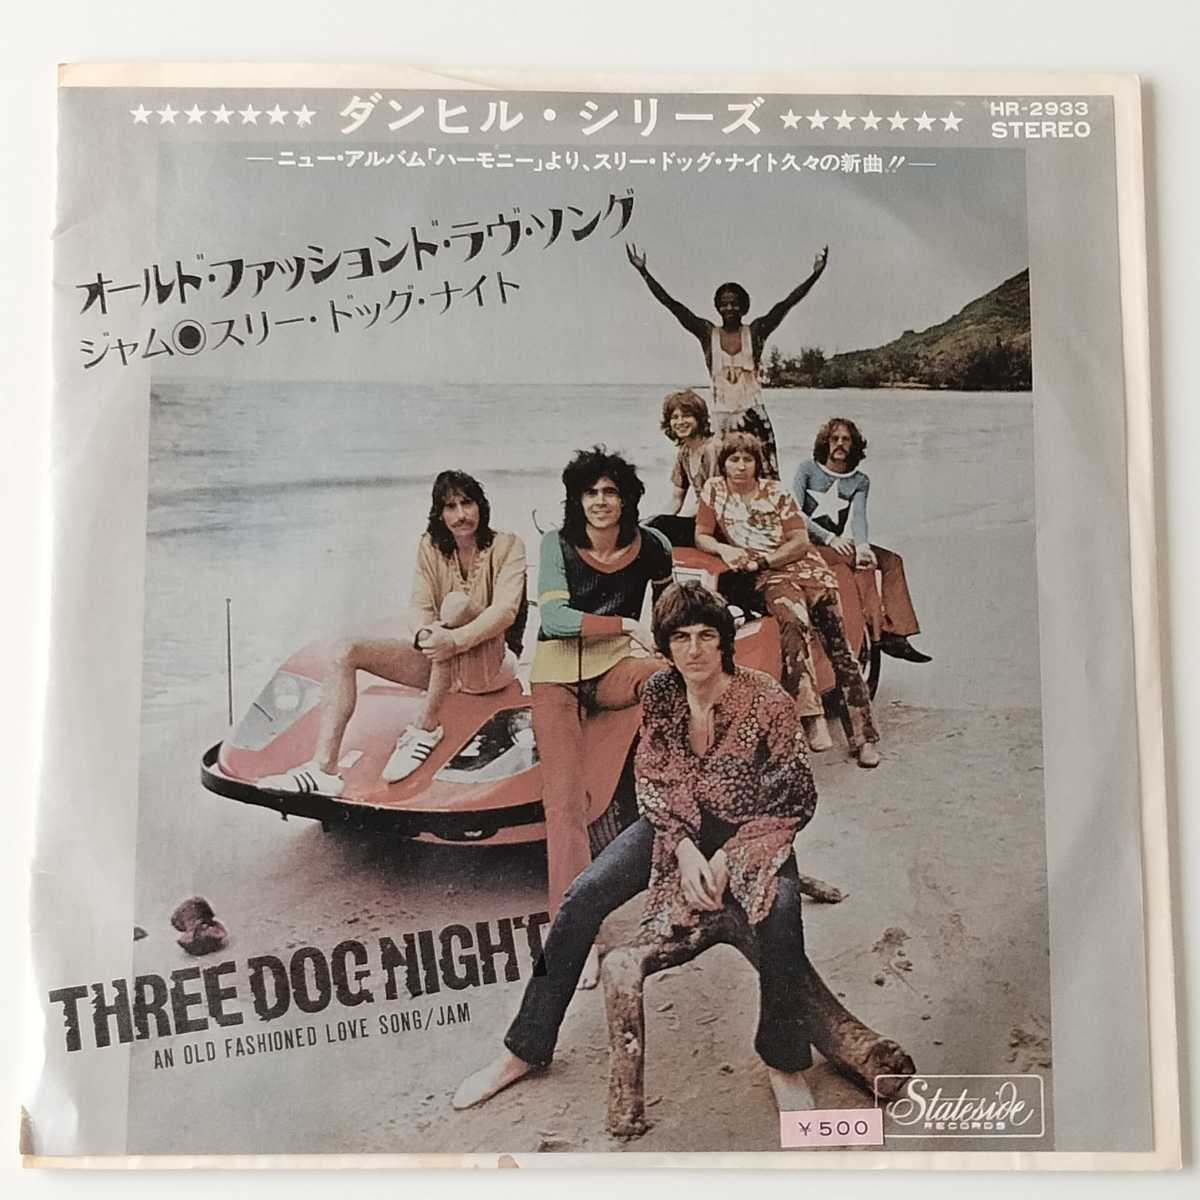 ★★★★★★★ダンヒル・シリーズ★★★★★★★
HR-2933
STEREO
—ニュー・アルバム「ハーモニー」より、スリー・ドッグ・ナイト久々の新曲!!—
オールド・ファッションド・ラヴ・ソング
ジャム◉スリー・ドッグ・ナイト
THREE DOG NIGHT
AN OLD FASHIONED LOVE SONG/JAM
Stateside
RECORDS
¥500